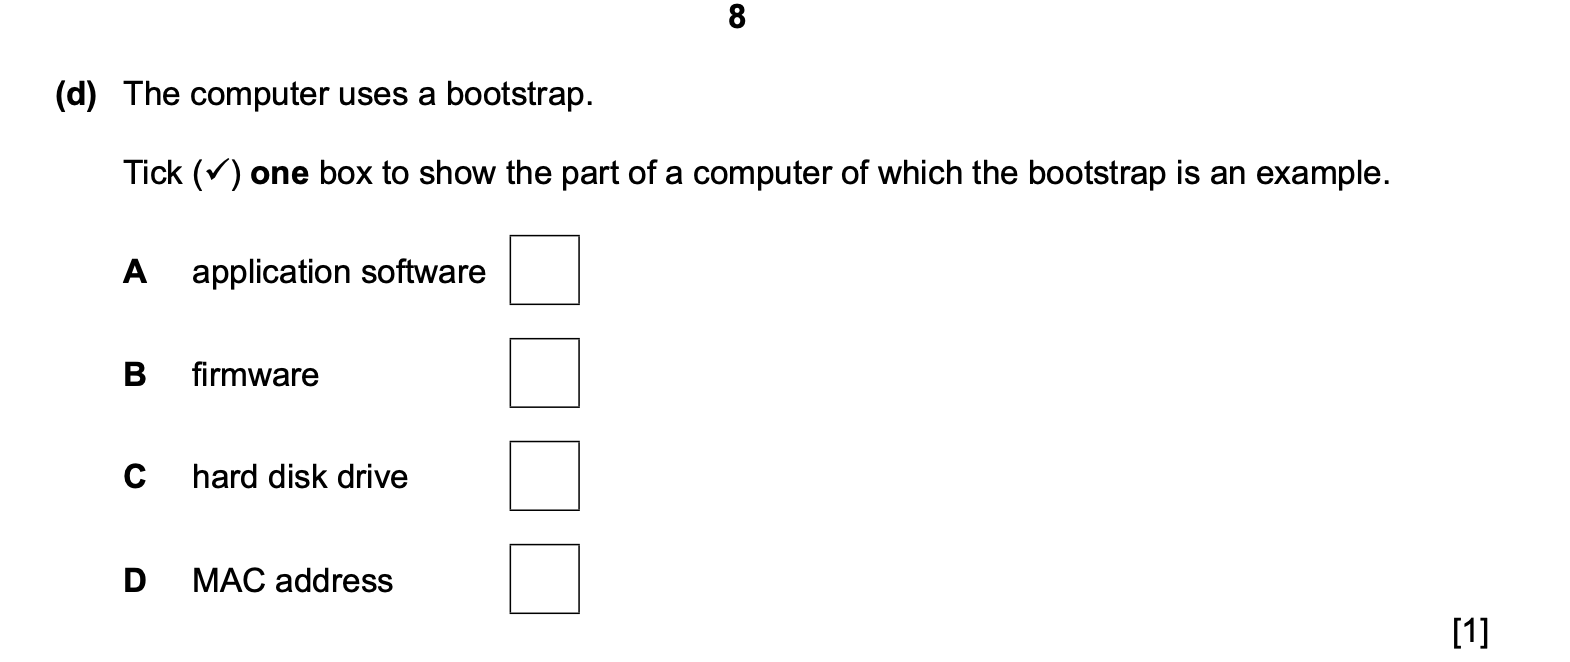 8
(d) The computer uses a bootstrap.
Tick (✓) one box to show the part of a computer of which the bootstrap is an example.
A application software
B firmware
C hard disk drive
D MAC address
[1]